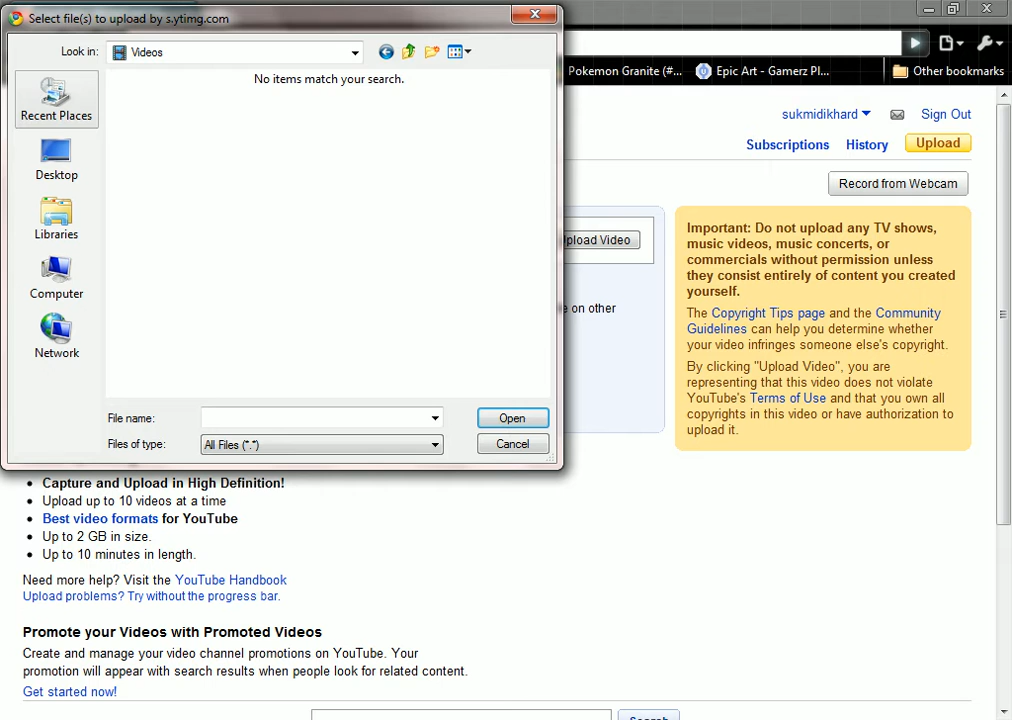 Select file(s) to upload by s.ytimg.com
Look in: Videos
No items match your search.
Recent Places
Desktop
Libraries
Computer
Network
File name:
Open
Files of type: All Files (*.*)
Cancel
Pokemon Granite (#...
Epic Art - Gamerz Pl...
Other bookmarks
sukmidikhard
Sign Out
Subscriptions
History
Upload
Record from Webcam
pload Video
e on other
Important: Do not upload any TV shows,
music videos, music concerts, or
commercials without permission unless
they consist entirely of content you created
yourself.
The Copyright Tips page and the Community
Guidelines can help you determine whether
your video infringes someone else's copyright.
By clicking "Upload Video", you are
representing that this video does not violate
YouTube's Terms of Use and that you own all
copyrights in this video or have authorization to
upload it.
• Capture and Upload in High Definition!
• Upload up to 10 videos at a time
• Best video formats for YouTube
• Up to 2 GB in size.
• Up to 10 minutes in length.
Need more help? Visit the YouTube Handbook
Upload problems? Try without the progress bar.
Promote your Videos with Promoted Videos
Create and manage your video channel promotions on YouTube. Your
promotion will appear with search results when people look for related content.
Get started now!
Search